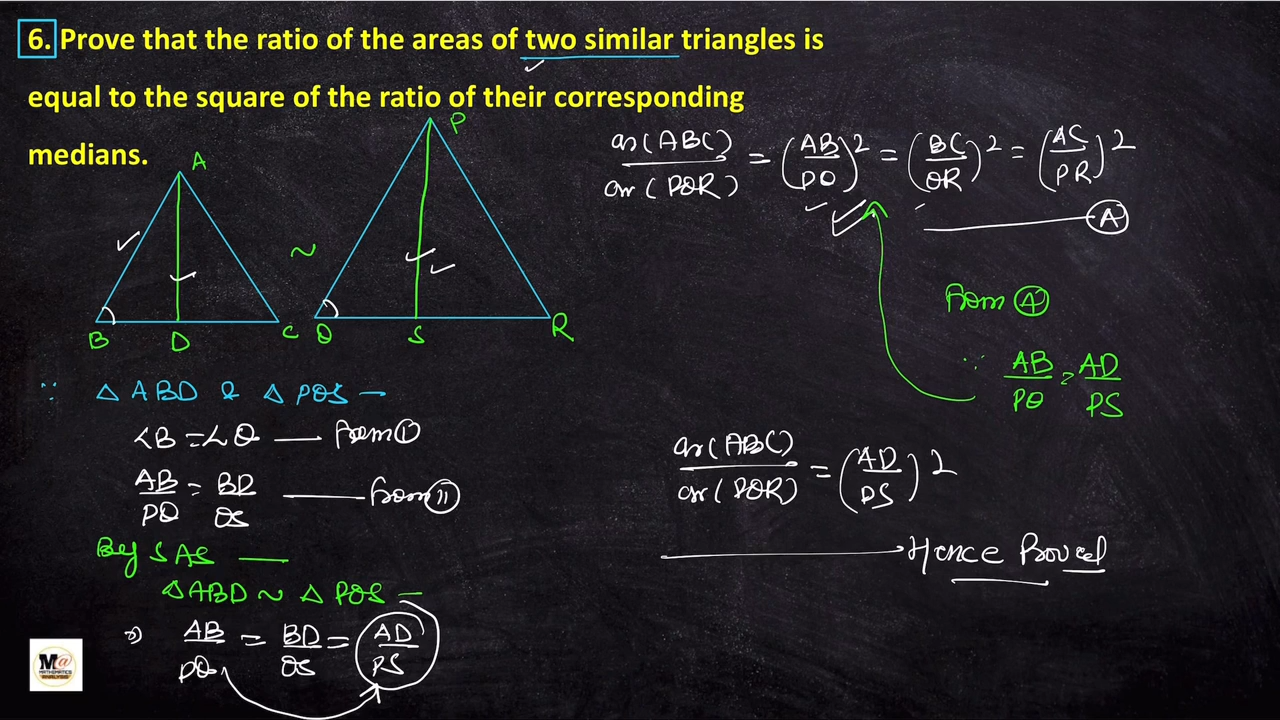 6. Prove that the ratio of the areas of two similar triangles is
equal to the square of the ratio of their corresponding
medians.
A
B D C
~
P
Q S R
ar(ABC)/ar(PQR) = (AB/PQ)² = (BC/QR)² = (AC/PR)²
Ⓐ
∵ △ABD & △PQS —
∠B = ∠Q — from Ⓘ
AB/PQ = BD/QS — from Ⓘⓘ
By SAS —
△ABD ~ △PQS —
⇒ AB/PQ = BD/QS = AD/PS
from Ⓐ
∵ AB/PQ = AD/PS
ar(ABC)/ar(PQR) = (AD/PS)²
Hence Proved
M@
MATHEMATICS
ANALYSIS